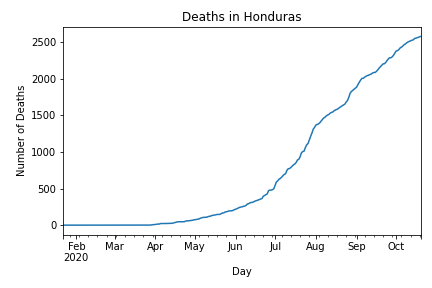 Deaths in Honduras
Number of Deaths
2500
2000
1500
1000
500
0
Feb Mar Apr May Jun Jul Aug Sep Oct
2020
Day